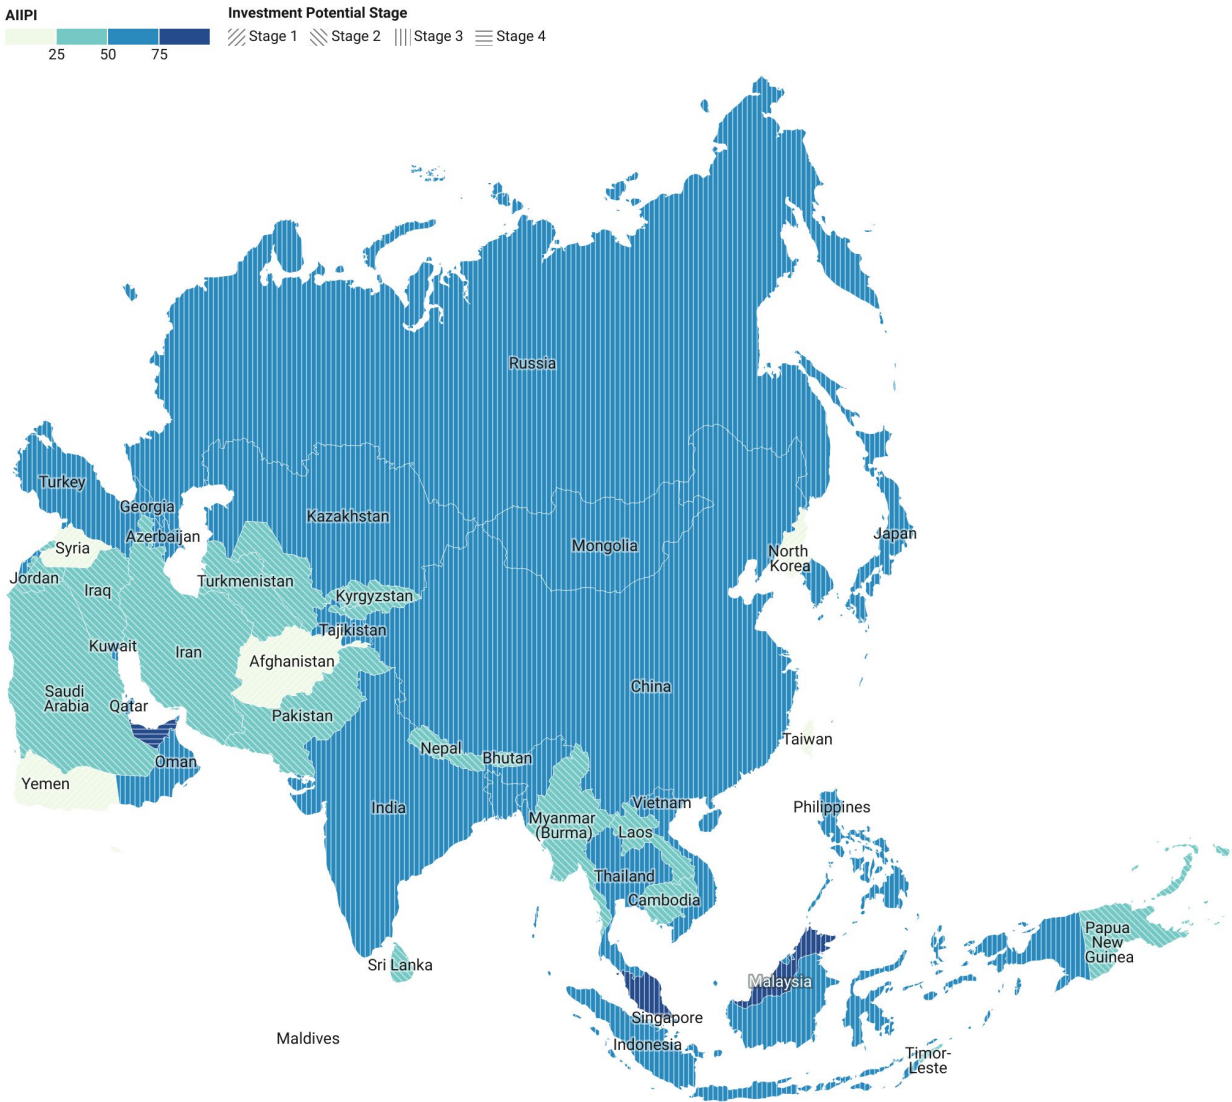 AIIPI
25 50 75
Investment Potential Stage
Stage 1 Stage 2 Stage 3 Stage 4
Russia
Turkey
Georgia
Azerbaijan
Kazakhstan
Mongolia
Japan
North
Korea
Syria
Jordan
Iraq
Turkmenistan
Kyrgyzstan
Tajikistan
Kuwait
Iran
Afghanistan
China
Saudi
Arabia
Qatar
Pakistan
Taiwan
Nepal
Bhutan
Oman
Yemen
India
Vietnam
Philippines
Myanmar
(Burma)
Laos
Thailand
Cambodia
Papua
New
Guinea
Sri Lanka
Malaysia
Singapore
Maldives
Indonesia
Timor-
Leste